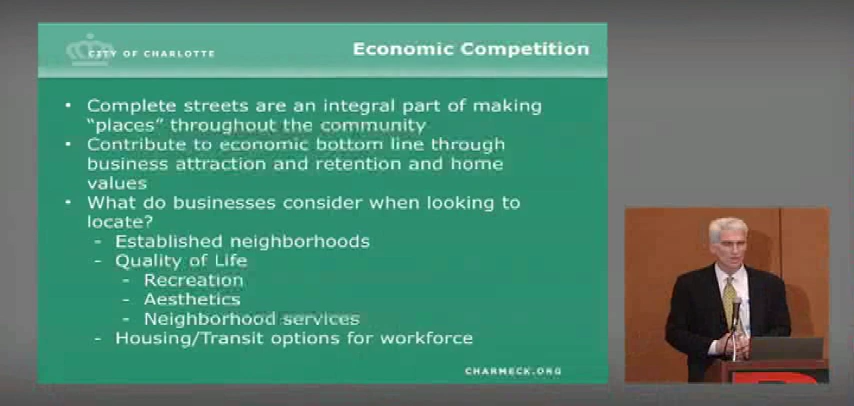 CITY OF CHARLOTTE
Economic Competition
• Complete streets are an integral part of making
“places” throughout the community
• Contribute to economic bottom line through
business attraction and retention and home
values
• What do businesses consider when looking to
locate?
- Established neighborhoods
- Quality of Life
- Recreation
- Aesthetics
- Neighborhood services
- Housing/Transit options for workforce
CHARMECK.ORG